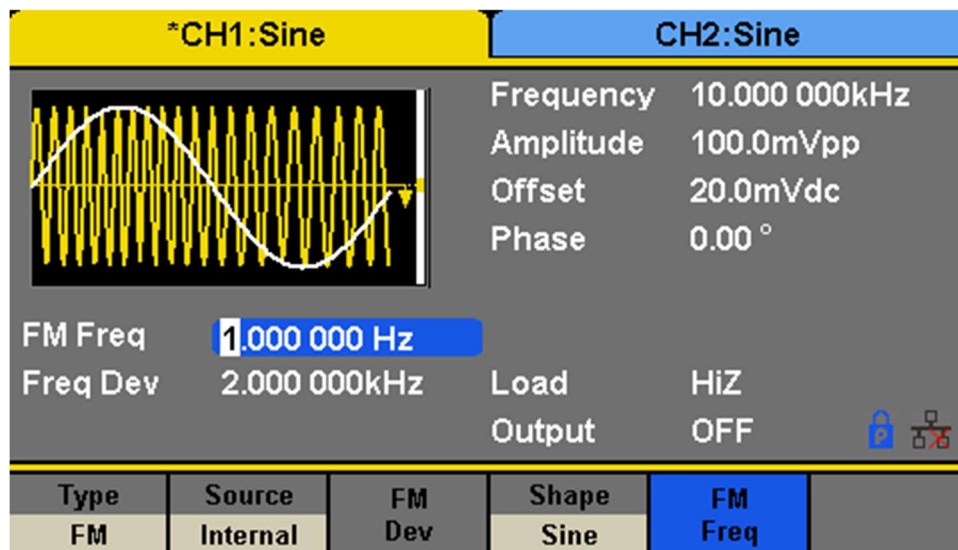 *CH1:Sine CH2:Sine
Frequency 10.000 000kHz
Amplitude 100.0mVpp
Offset 20.0mVdc
Phase 0.00 °
FM Freq 1.000 000 Hz
Freq Dev 2.000 000kHz Load HiZ
Output OFF
P
Type Source FM Shape FM
FM Internal Dev Sine Freq